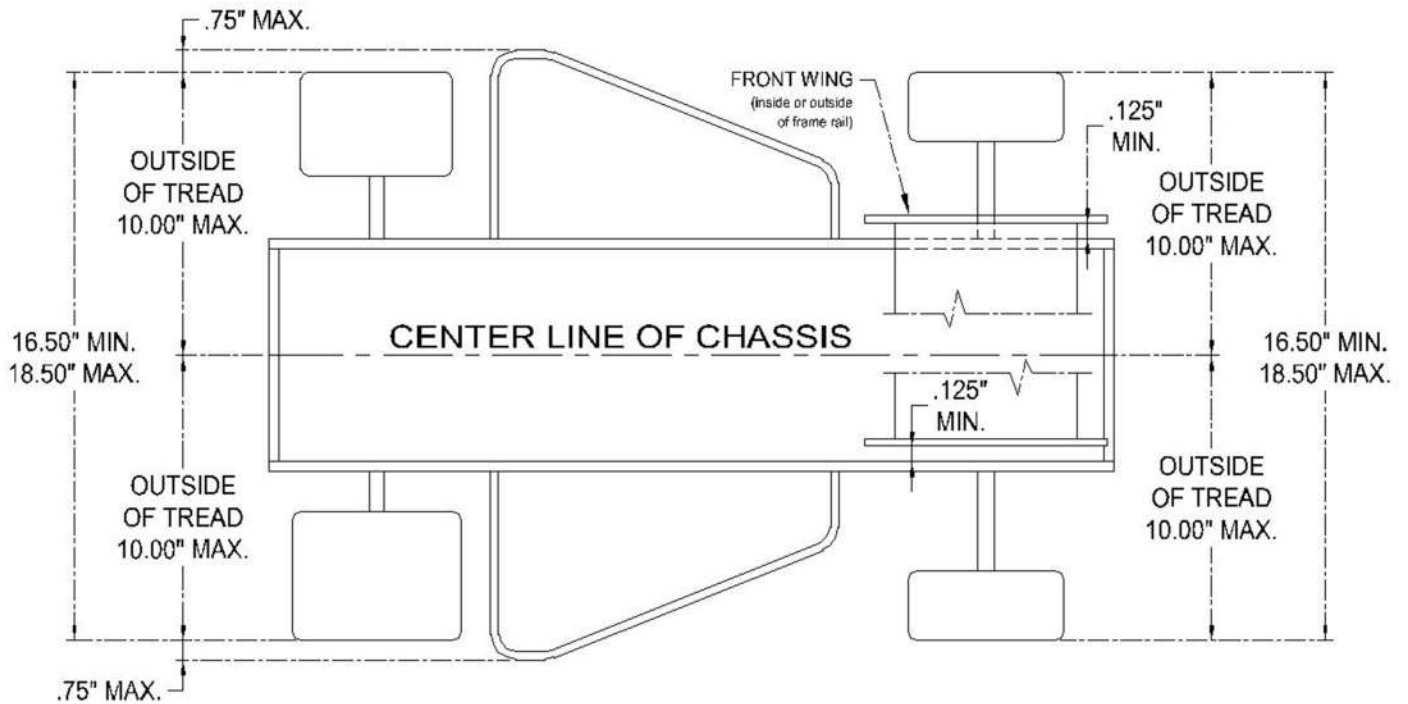 .75" MAX.
FRONT WING
(inside or outside
of frame rail)
.125"
MIN.
OUTSIDE
OF TREAD
10.00" MAX.
OUTSIDE
OF TREAD
10.00" MAX.
16.50" MIN.
18.50" MAX.
CENTER LINE OF CHASSIS
16.50" MIN.
18.50" MAX.
.125"
MIN.
OUTSIDE
OF TREAD
10.00" MAX.
OUTSIDE
OF TREAD
10.00" MAX.
.75" MAX.